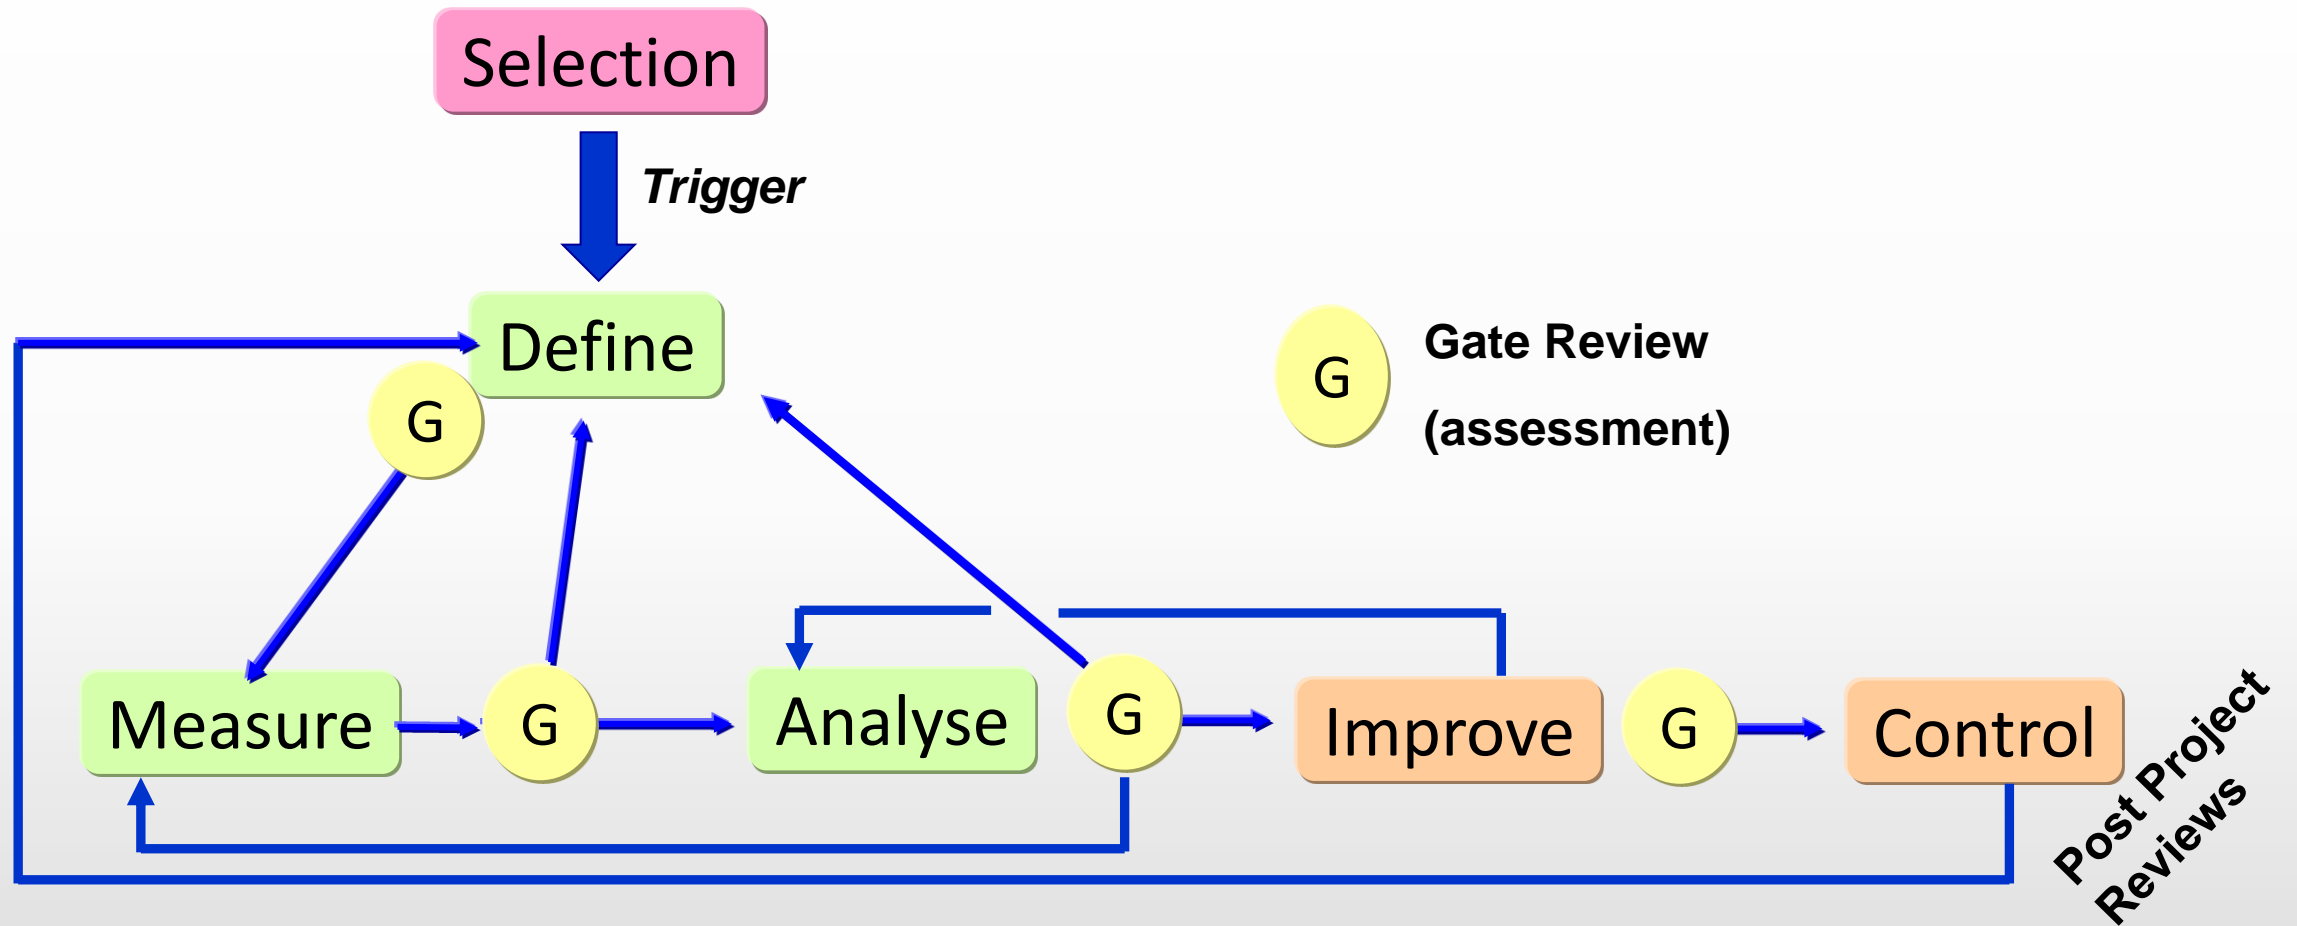 Selection
Trigger
Define
G
G
Gate Review
(assessment)
Measure
G
Analyse
G
Improve
G
Control
Post Project
Reviews